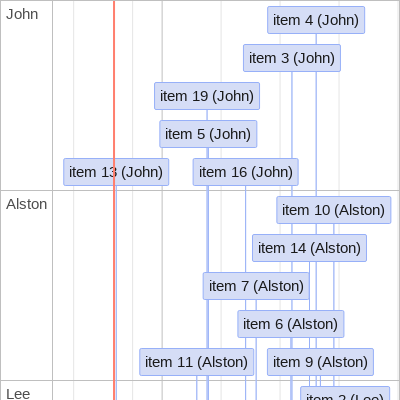 John
item 4 (John)
item 3 (John)
item 19 (John)
item 5 (John)
item 13 (John)
item 16 (John)
Alston
item 10 (Alston)
item 14 (Alston)
item 7 (Alston)
item 6 (Alston)
item 11 (Alston)
item 9 (Alston)
Lee
item 2 (Lee)